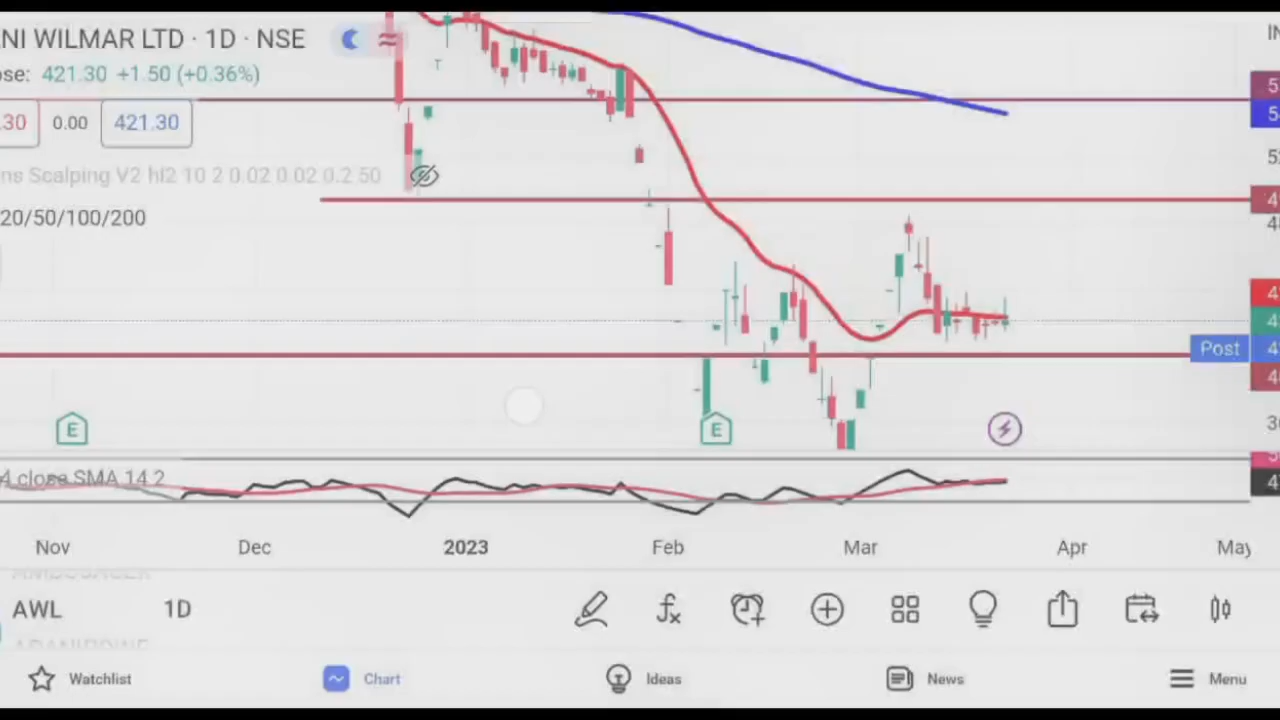 NI WILMAR LTD · 1D · NSE
ose: 421.30 +1.50 (+0.36%)
.30 0.00 421.30
ns Scalping V2 hl2 10 2 0.02 0.02 0.2 50
20/50/100/200
Post
E E
4 close SMA 14 2
Nov Dec 2023 Feb Mar Apr May
AWL 1D
Watchlist Chart Ideas News Menu